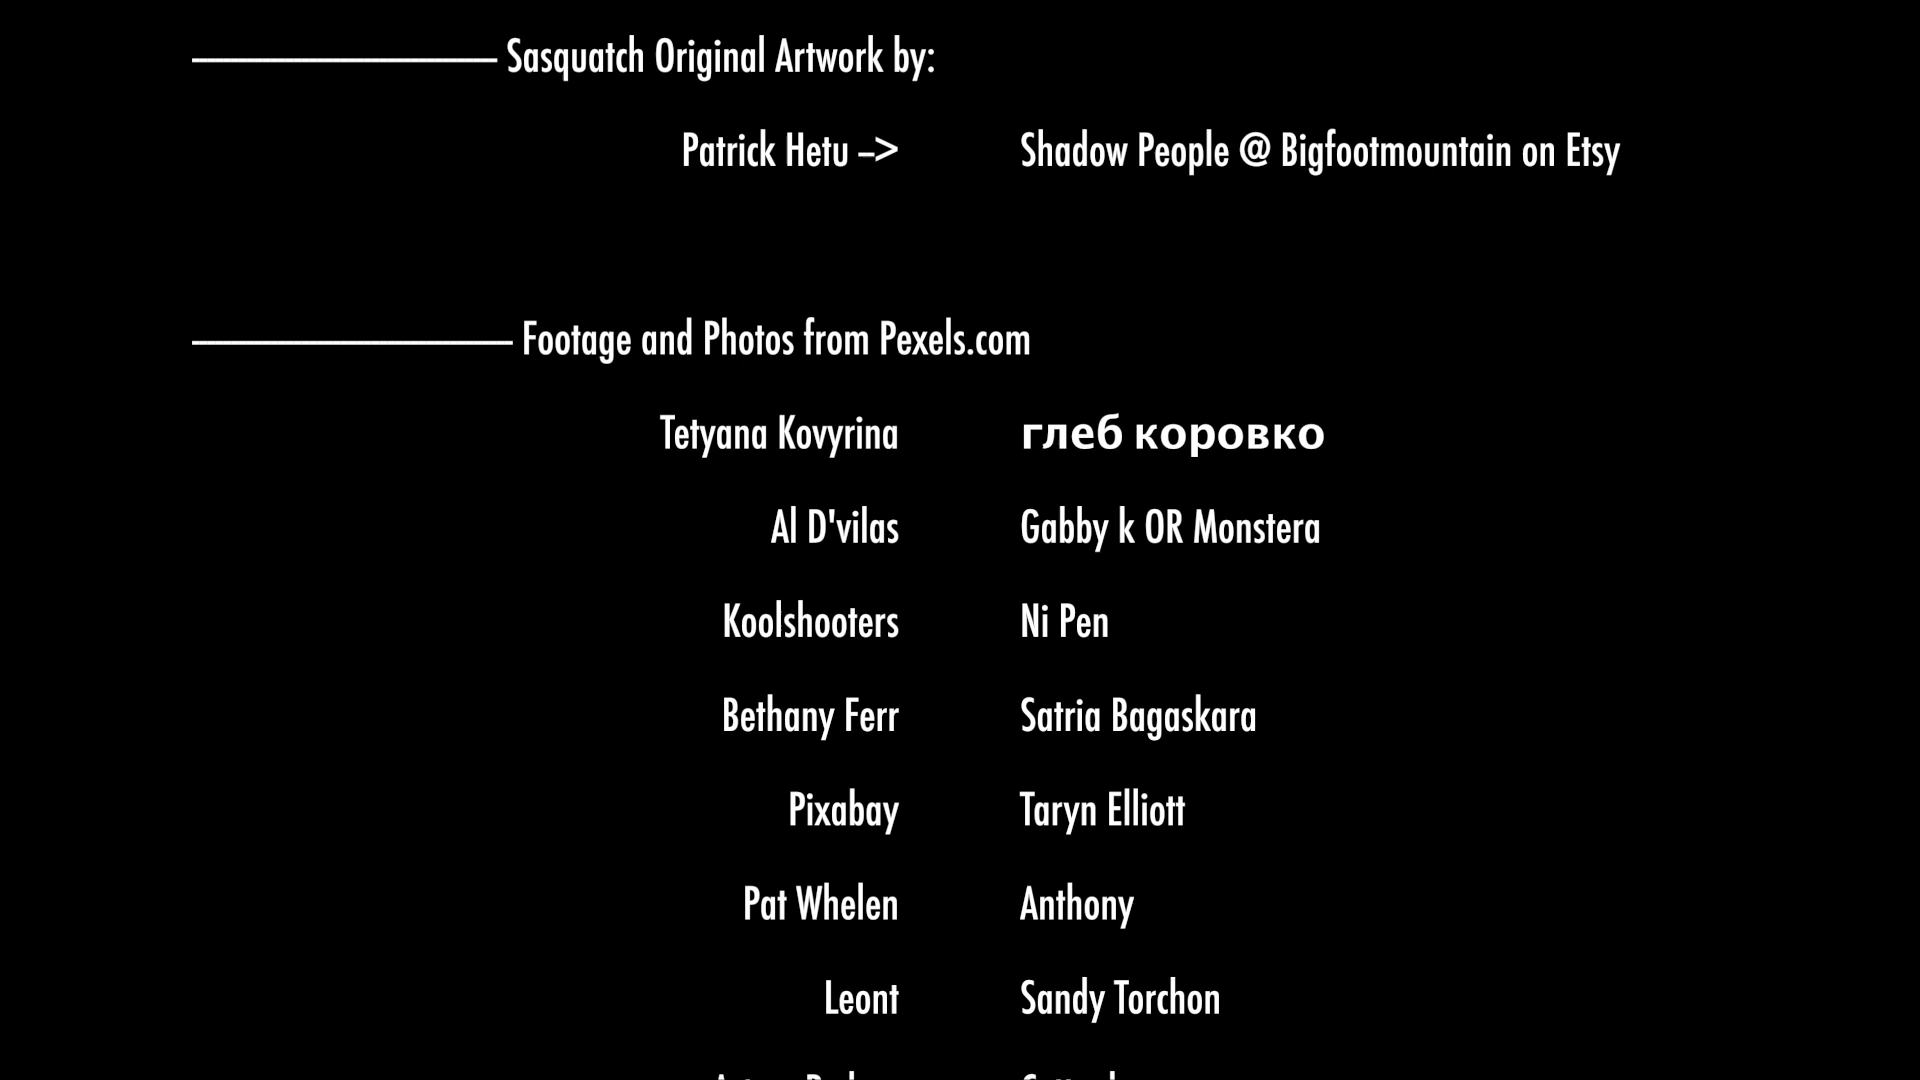 ——————————— Sasquatch Original Artwork by:
Patrick Hetu --> Shadow People @ Bigfootmountain on Etsy
——————————— Footage and Photos from Pexels.com
Tetyana Kovyrina глеб коровко
Al D'vilas Gabby k OR Monstera
Koolshooters Ni Pen
Bethany Ferr Satria Bagaskara
Pixabay Taryn Elliott
Pat Whelen Anthony
Leont Sandy Torchon